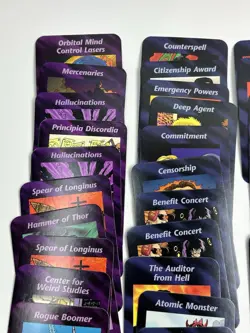 Orbital Mind
Control Lasers
Mercenaries
Hallucinations
Principia Discordia
Hallucinations
Spear of Longinus
Hammer of Thor
Spear of Longinus
Center for
Weird Studies
Rogue Boomer
Counterspell
Citizenship Award
Emergency Powers
Deep Agent
Commitment
Censorship
Benefit Concert
Benefit Concert
The Auditor
from Hell
Atomic Monster